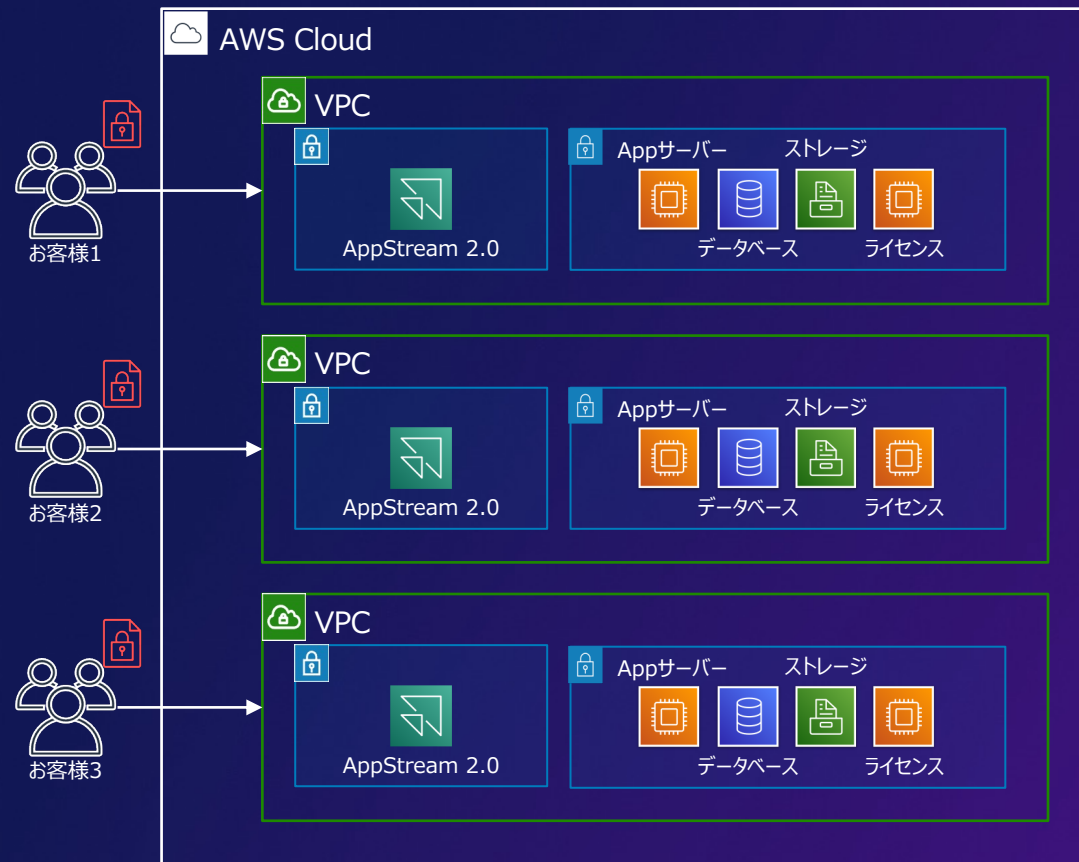 AWS Cloud
VPC
Appサーバー ストレージ
AppStream 2.0
データベース ライセンス
お客様1
VPC
Appサーバー ストレージ
AppStream 2.0
データベース ライセンス
お客様2
VPC
Appサーバー ストレージ
AppStream 2.0
データベース ライセンス
お客様3